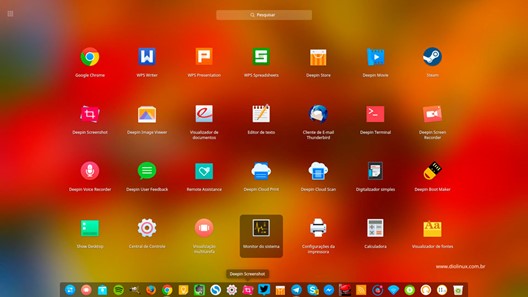 Pesquisar
Google Chrome
WPS Writer
WPS Presentation
WPS Spreadsheets
Deepin Store
Deepin Movie
Steam
Deepin Screenshot
Deepin Image Viewer
Visualizador de
documentos
Editor de texto
Cliente de E-mail
Thunderbird
Deepin Terminal
Deepin Screen
Recorder
Deepin Voice Recorder
Deepin User Feedback
Remote Assistance
Deepin Cloud Print
Deepin Cloud Scan
Digitalizador simples
Deepin Boot Maker
Show Desktop
Central de Controle
Visualização
multitarefa
Monitor do sistema
Configurações da
impressora
Calculadora
Visualizador de fontes
www.diolinux.com.br
Deepin Screenshot